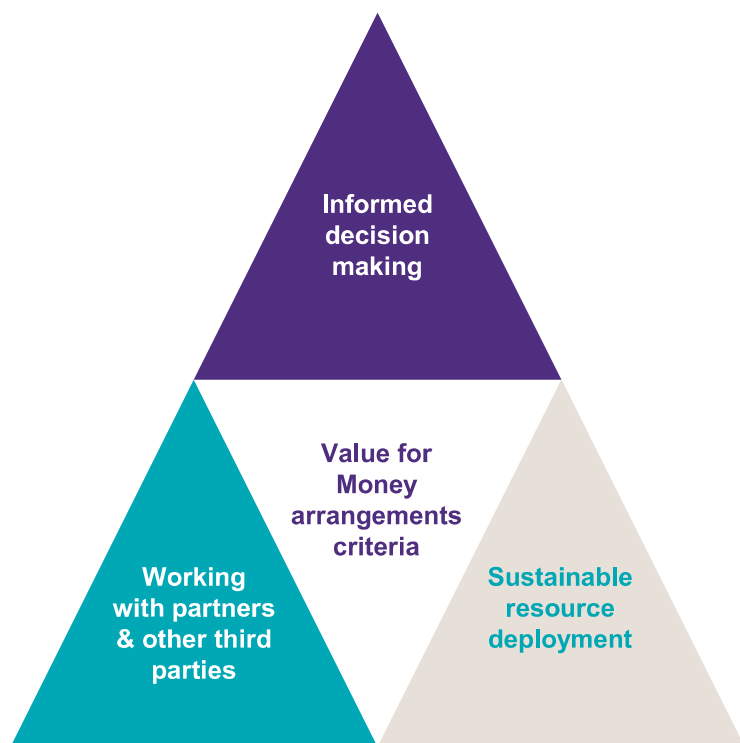 Informed
decision
making
Value for
Money
arrangements
criteria
Working
with partners
& other third
parties
Sustainable
resource
deployment